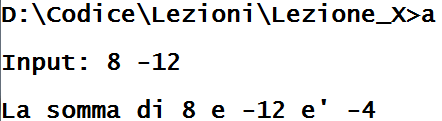 D:\Codice\Lezioni\Lezione_X>a
Input: 8 -12
La somma di 8 e -12 e' -4